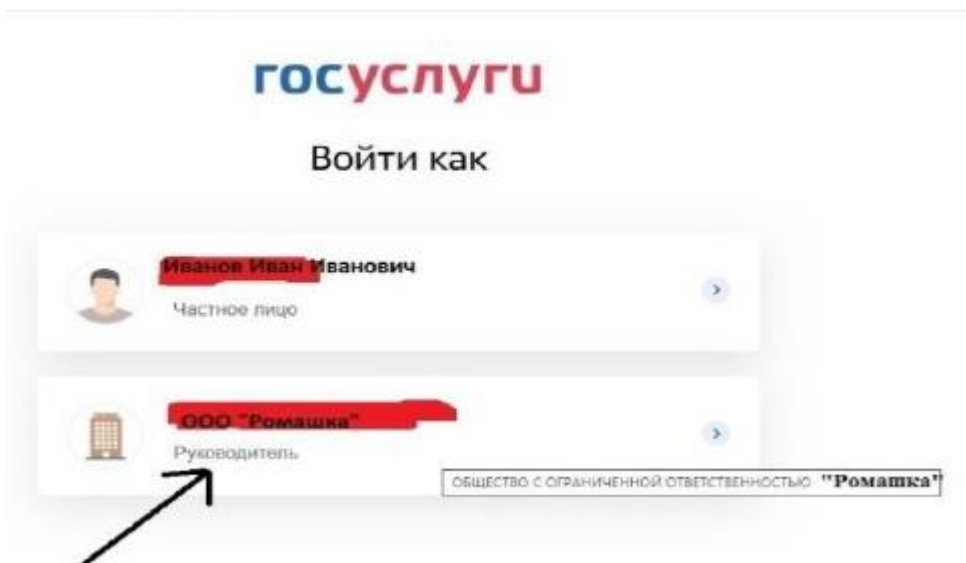 госуслуги
Войти как
Иванов Иван Иванович
Частное лицо
ООО "Ромашка"
Руководитель
ОБЩЕСТВО С ОГРАНИЧЕННОЙ ОТВЕТСТВЕННОСТЬЮ "Ромашка"